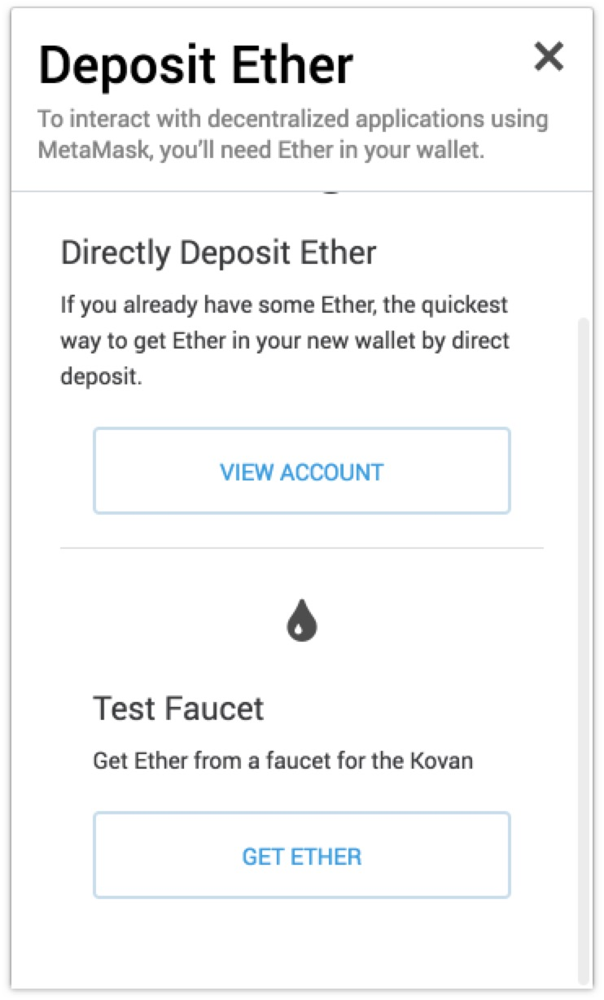 Deposit Ether
To interact with decentralized applications using
MetaMask, you’ll need Ether in your wallet.
Directly Deposit Ether
If you already have some Ether, the quickest
way to get Ether in your new wallet by direct
deposit.
VIEW ACCOUNT
Test Faucet
Get Ether from a faucet for the Kovan
GET ETHER